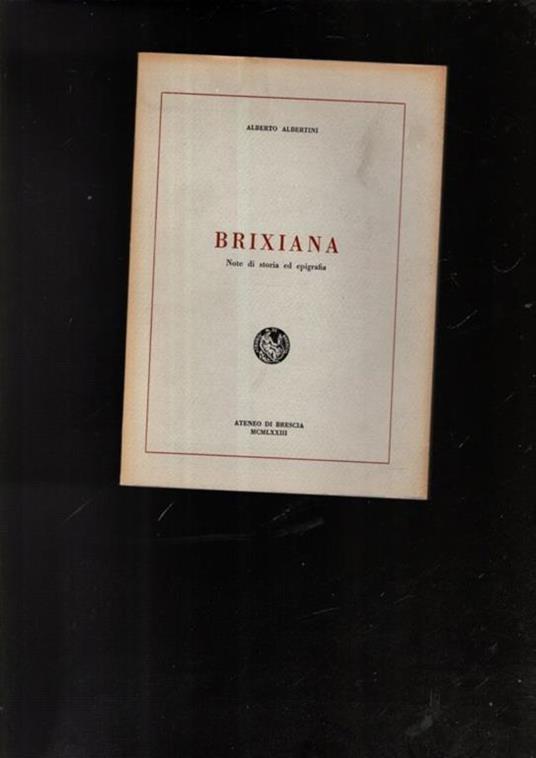 ALBERTO ALBERTINI
BRIXIANA
Note di storia ed epigrafia
ATENEO DI BRESCIA
MCMLXXIII